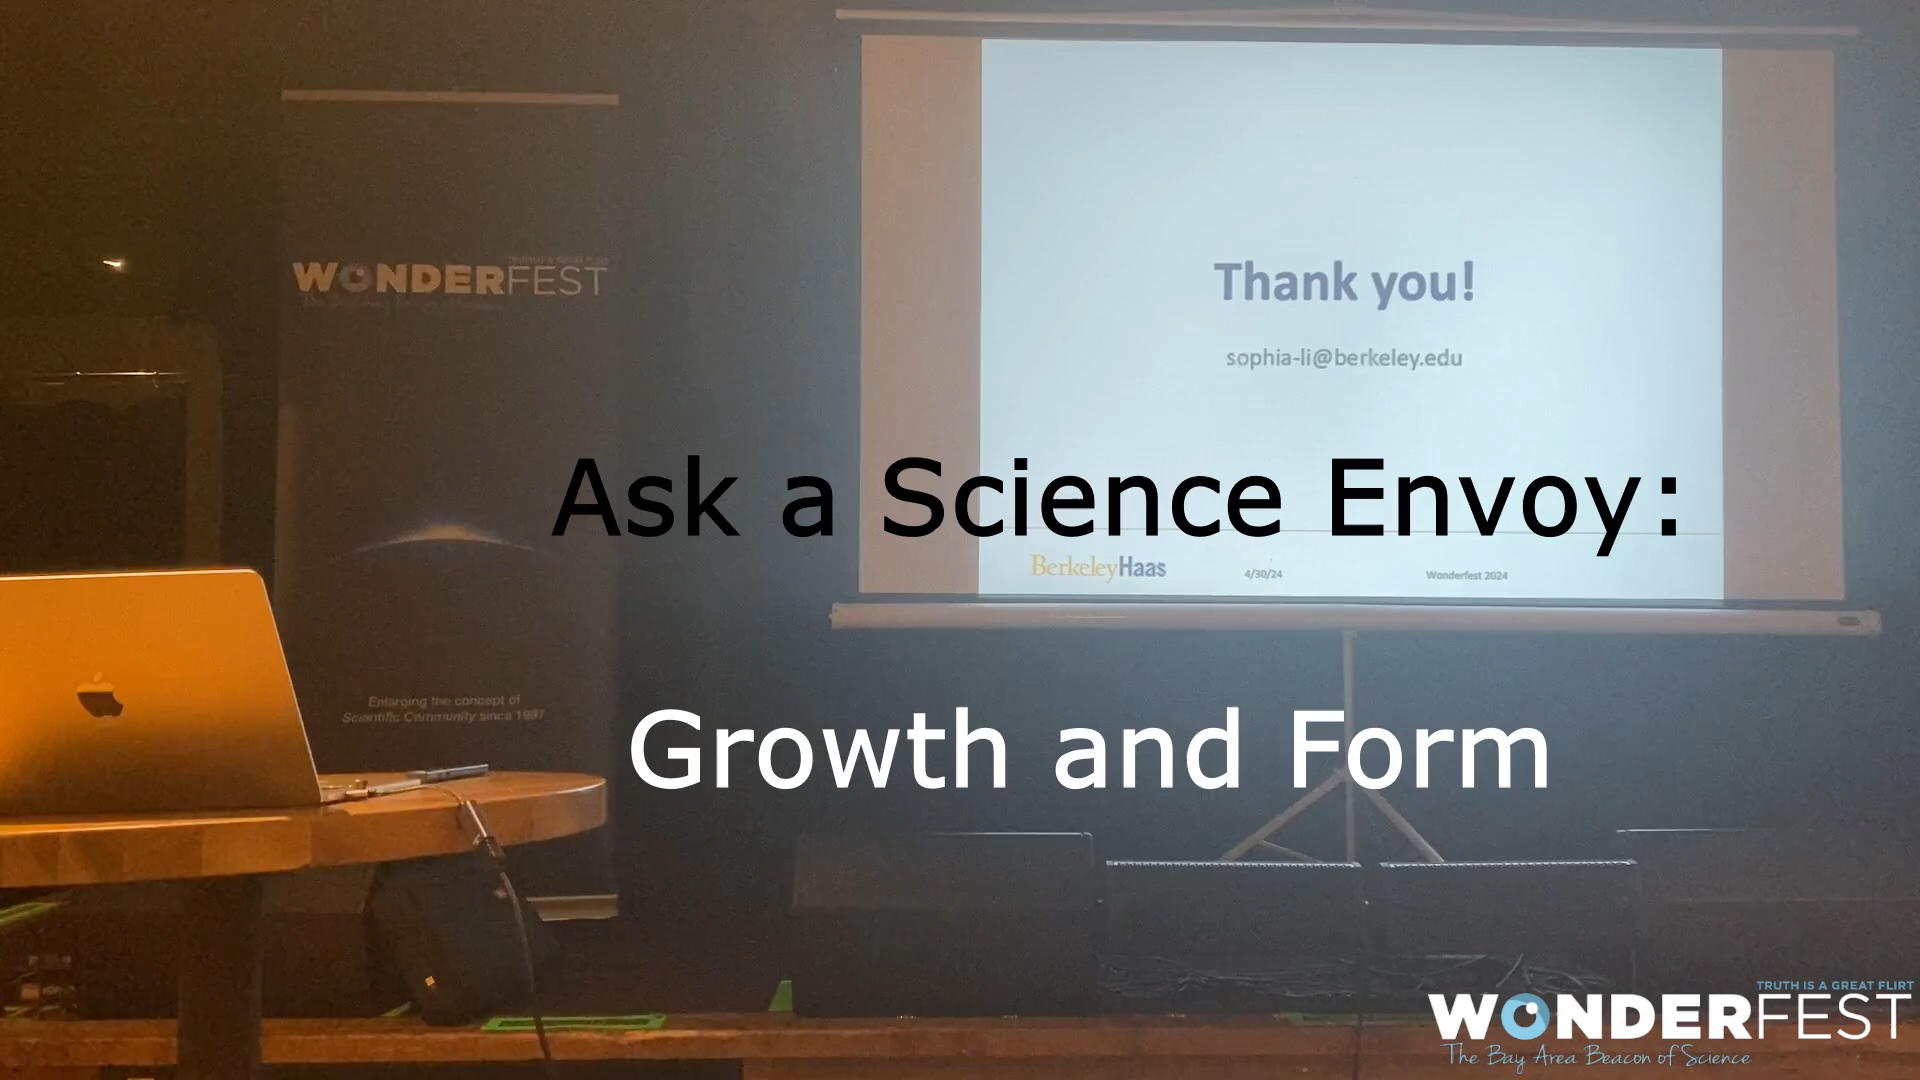 WONDERFEST
Thank you!
sophia-li@berkeley.edu
Ask a Science Envoy:
BerkeleyHaas
4/30/24
Wonderfest 2024
Enlarging the concept of
Scientific Community since 1997
Growth and Form
TRUTH IS A GREAT FLIRT
WONDERFEST
The Bay Area Beacon of Science